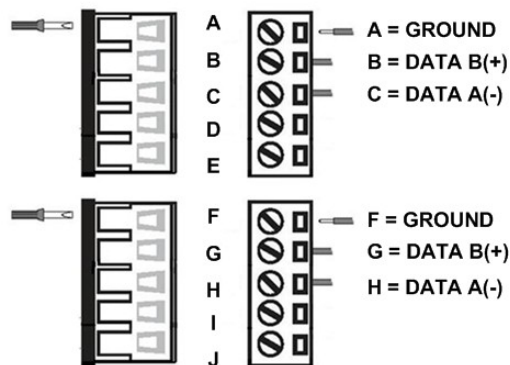 A
A = GROUND
B
B = DATA B(+)
C
C = DATA A(-)
D
E
F
F = GROUND
G
G = DATA B(+)
H
H = DATA A(-)
I
J